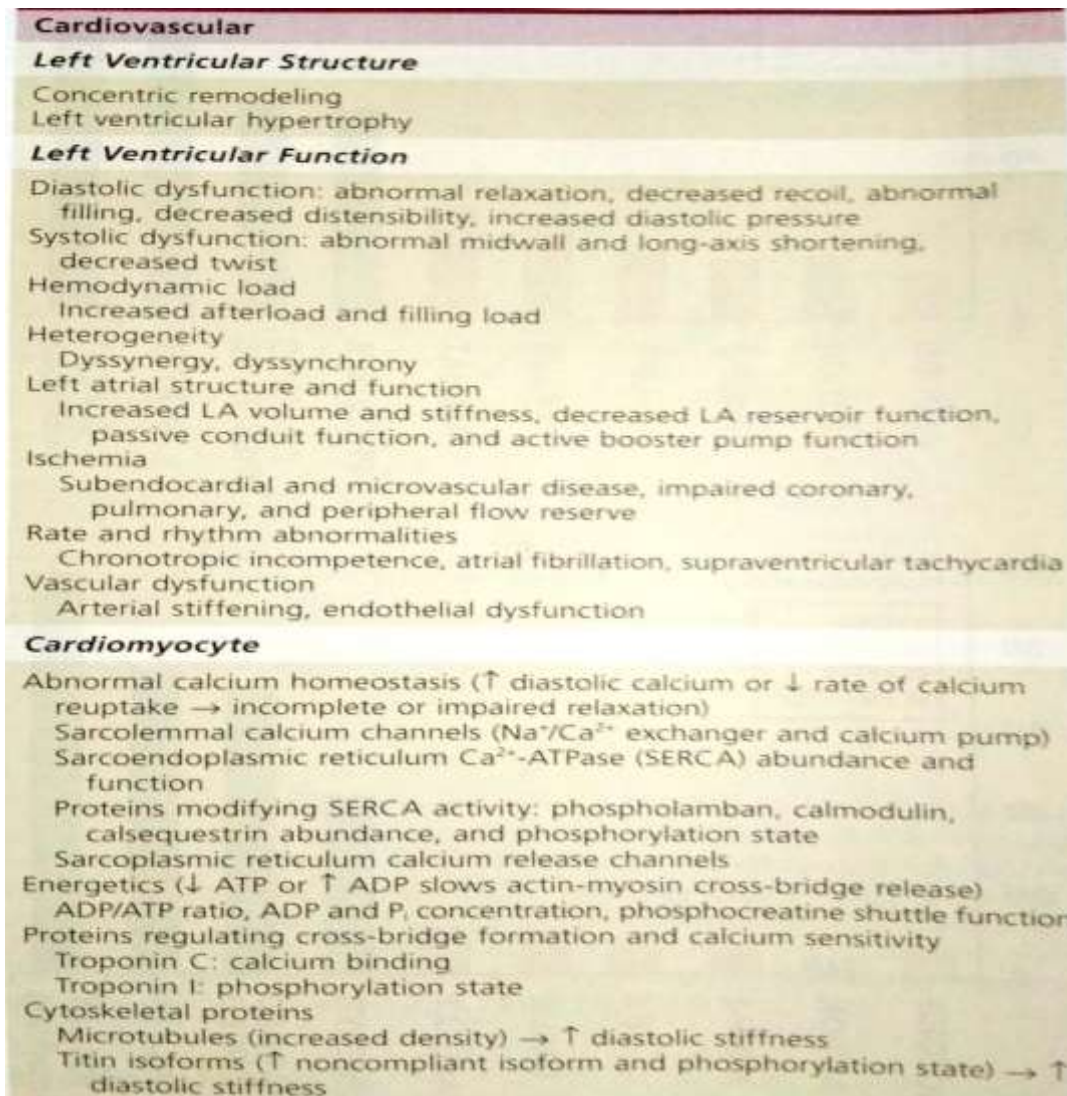 Cardiovascular
Left Ventricular Structure
Concentric remodeling
Left ventricular hypertrophy
Left Ventricular Function
Diastolic dysfunction: abnormal relaxation, decreased recoil, abnormal
filling, decreased distensibility, increased diastolic pressure
Systolic dysfunction: abnormal midwall and long-axis shortening,
decreased twist
Hemodynamic load
Increased afterload and filling load
Heterogeneity
Dyssynergy, dyssynchrony
Left atrial structure and function
Increased LA volume and stiffness, decreased LA reservoir function,
passive conduit function, and active booster pump function
Ischemia
Subendocardial and microvascular disease, impaired coronary,
pulmonary, and peripheral flow reserve
Rate and rhythm abnormalities
Chronotropic incompetence, atrial fibrillation, supraventricular tachycardia
Vascular dysfunction
Arterial stiffening, endothelial dysfunction
Cardiomyocyte
Abnormal calcium homeostasis (↑ diastolic calcium or ↓ rate of calcium
reuptake → incomplete or impaired relaxation)
Sarcolemmal calcium channels (Na⁺/Ca²⁺ exchanger and calcium pump)
Sarcoendoplasmic reticulum Ca²⁺-ATPase (SERCA) abundance and
function
Proteins modifying SERCA activity: phospholamban, calmodulin,
calsequestrin abundance, and phosphorylation state
Sarcoplasmic reticulum calcium release channels
Energetics (↓ ATP or ↑ ADP slows actin-myosin cross-bridge release)
ADP/ATP ratio, ADP and Pᵢ concentration, phosphocreatine shuttle function
Proteins regulating cross-bridge formation and calcium sensitivity
Troponin C: calcium binding
Troponin I: phosphorylation state
Cytoskeletal proteins
Microtubules (increased density) → ↑ diastolic stiffness
Titin isoforms (↑ noncompliant isoform and phosphorylation state) → ↑
diastolic stiffness